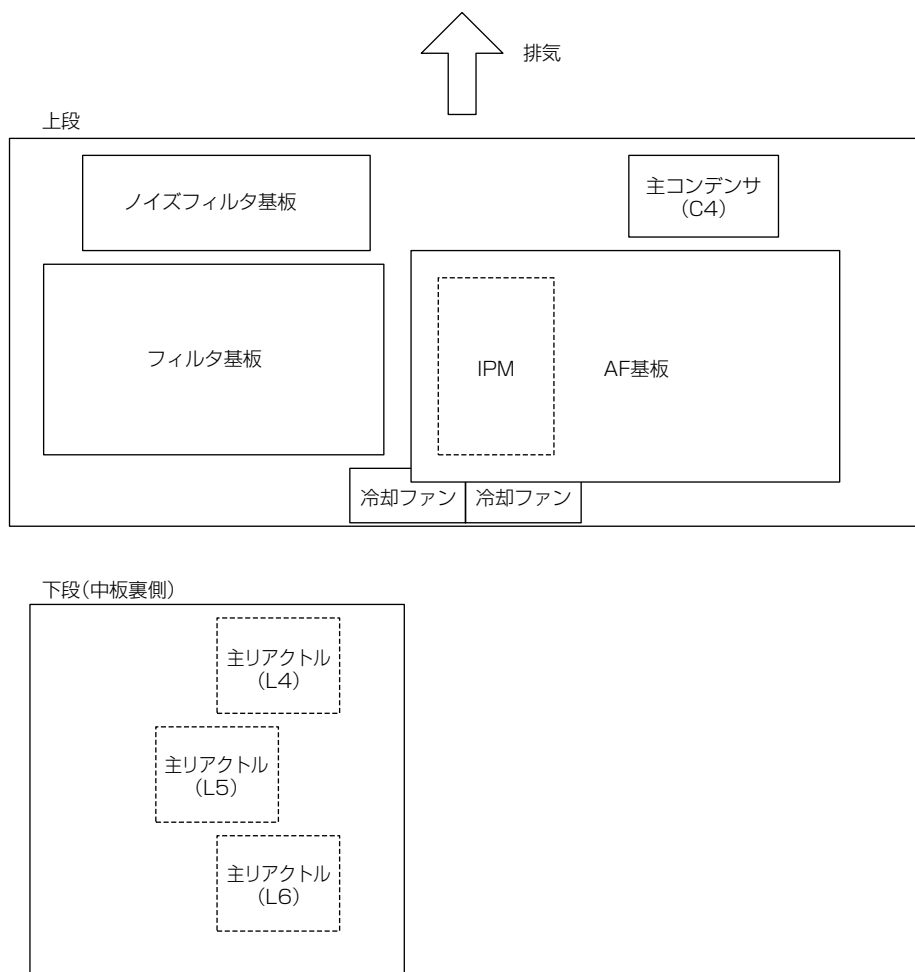 排気
上段
ノイズフィルタ基板
主コンデンサ
(C4)
フィルタ基板
IPM
AF基板
冷却ファン
冷却ファン
下段(中板裏側)
主リアクトル
(L4)
主リアクトル
(L5)
主リアクトル
(L6)